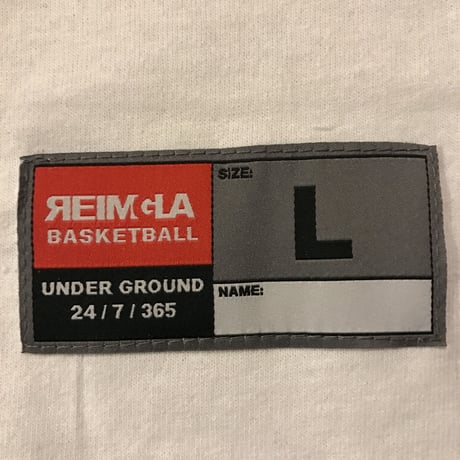 ЯEIM¢LA
BASKETBALL
UNDER GROUND
24 / 7 / 365
SIZE:
L
NAME: